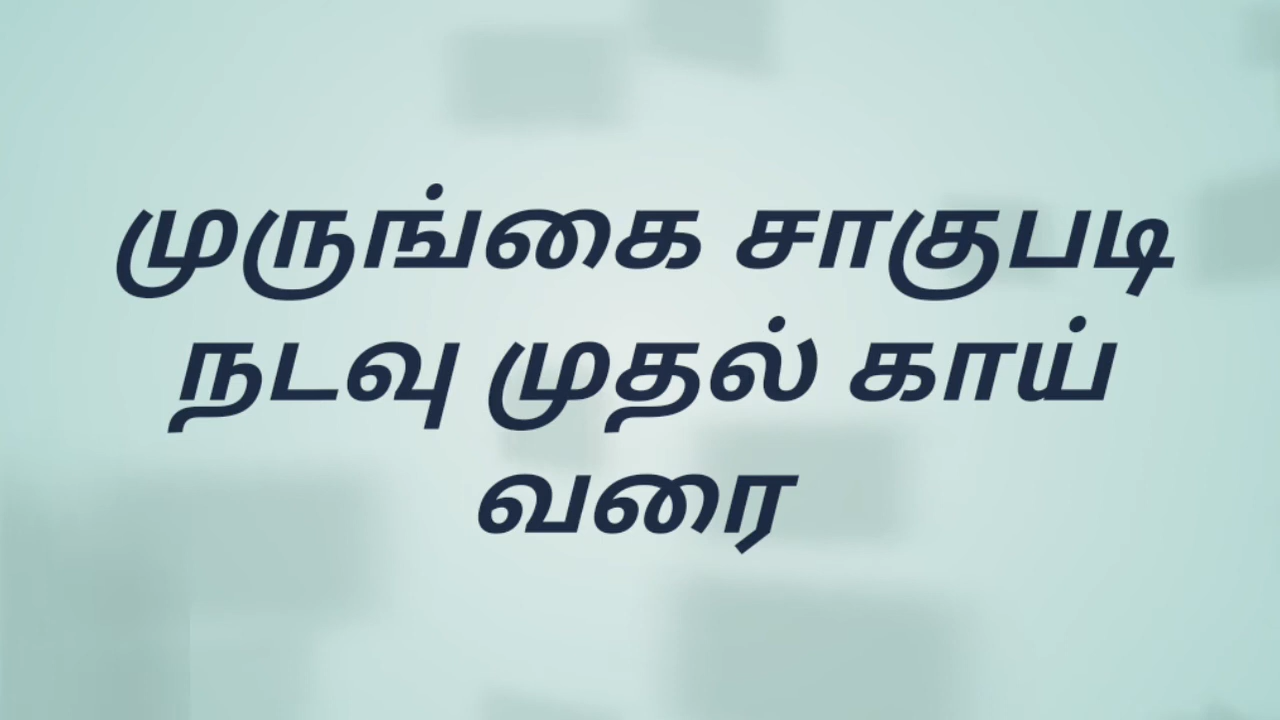 முருங்கை சாகுபடி
நடவு முதல் காய்
வரை